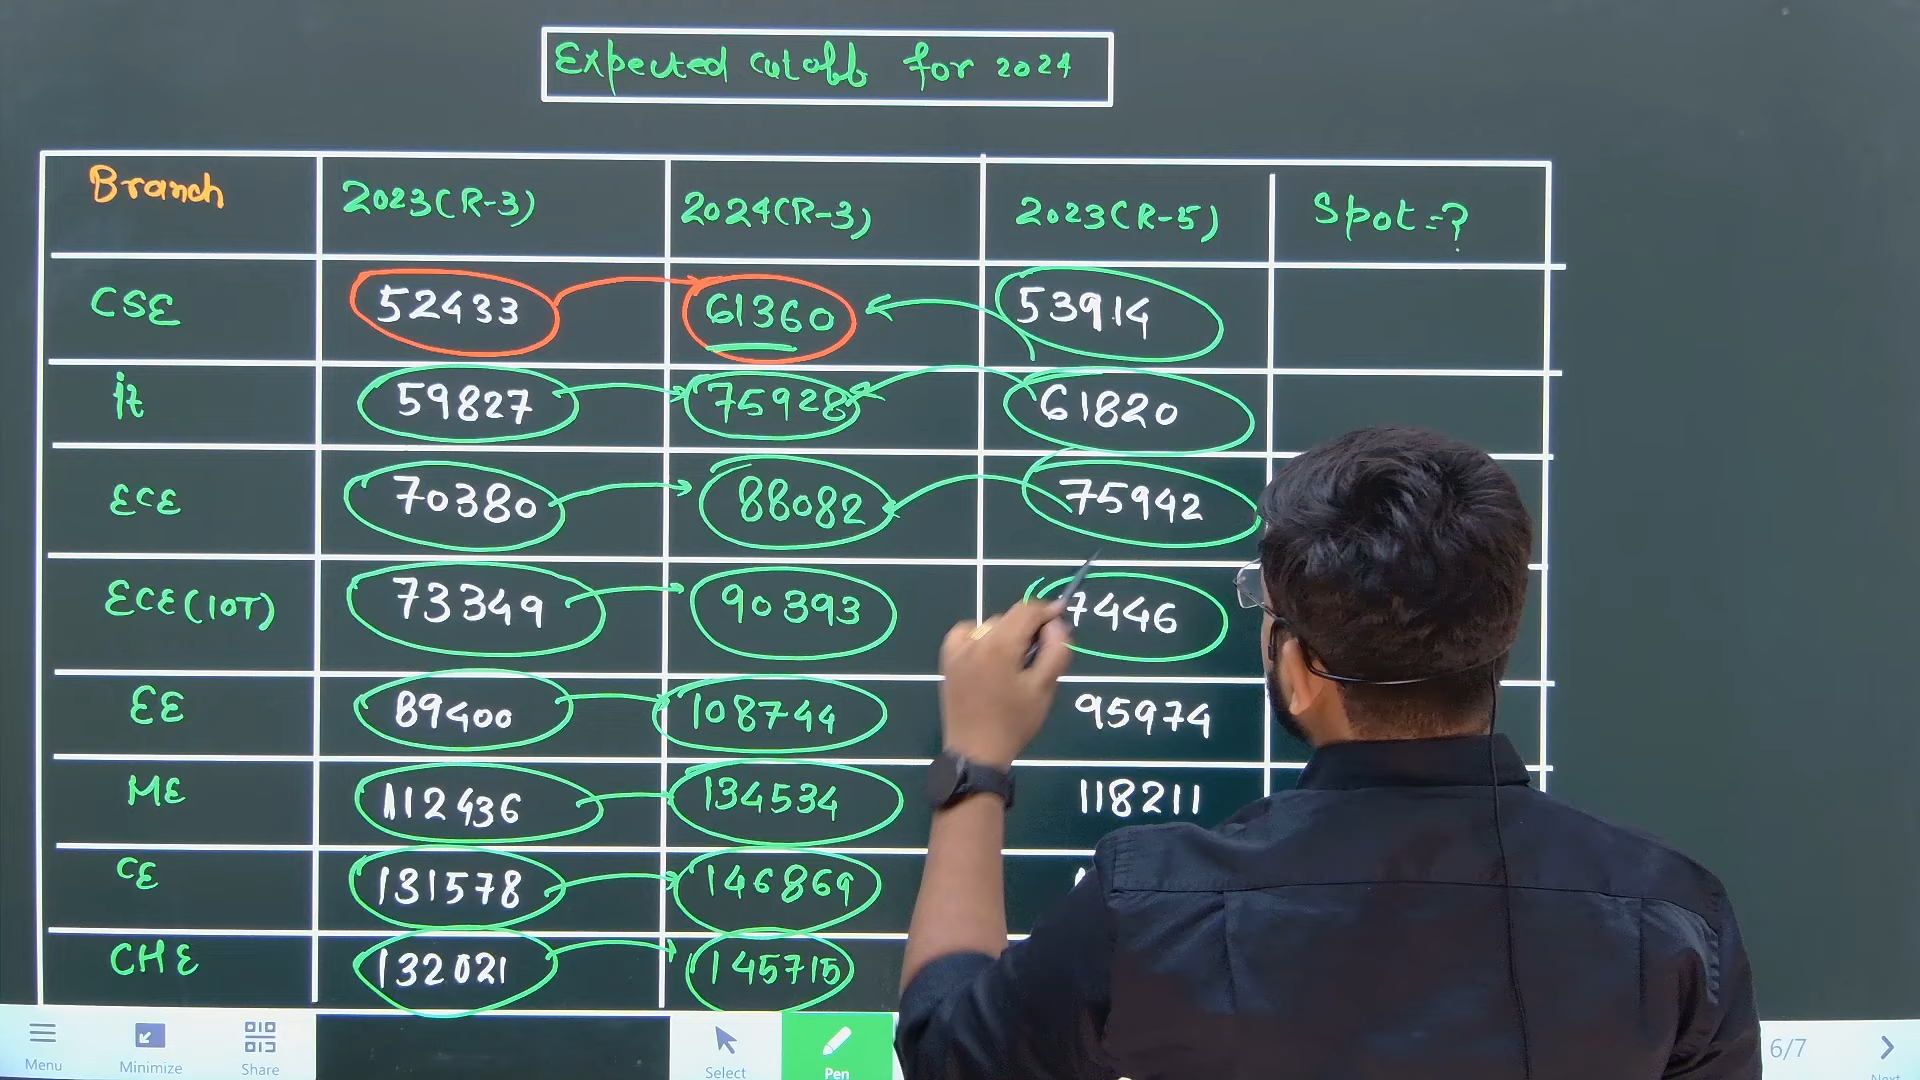 Expected cutoff for 2024
Branch 2023(R-3) 2024(R-3) 2023(R-5) Spot=?
CSE 52433 61360 53914
it 59827 75928 61820
ECE 70380 88082 75942
ECE(IOT) 73349 90393 7446
EE 89400 108744 95974
ME 112436 134534 118211
CE 131578 146869
CHE 132021 145715
Menu Minimize Share Select Pen 6/7 Next